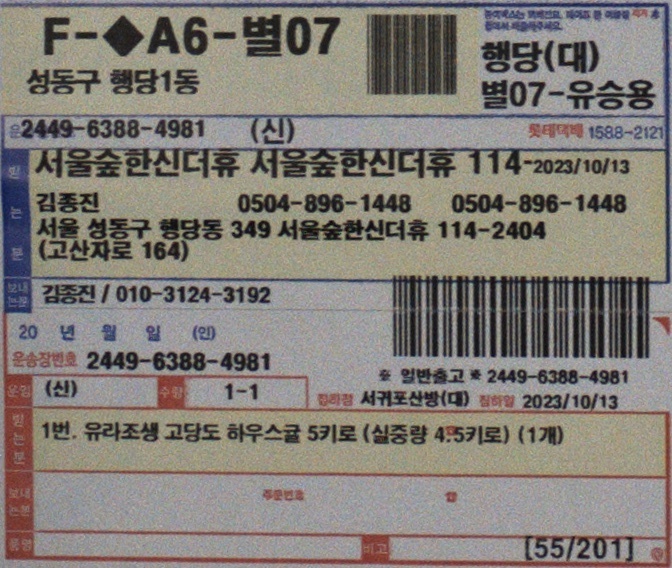 F-◆A6-별07
성동구 행당1동
행당(대)
별07-유승용
2449-6388-4981 (신)
롯데택배 1588-2121
서울숲한신더휴 서울숲한신더휴 114-2023/10/13
받는분
김종진 0504-896-1448 0504-896-1448
서울 성동구 행당동 349 서울숲한신더휴 114-2404
(고산자로 164)
보내는분
김종진 / 010-3124-3192
20 년 월 일 (인)
운송장번호 2449-6388-4981
※ 일반출고 ※ 2449-6388-4981
운임 (신) 수량 1-1
집하점 서귀포산방(대) 집하일 2023/10/13
받는분
1번. 유라조생 고당도 하우스귤 5키로 (실중량 4.5키로) (1개)
보내는분
주문번호
비고
[55/201]